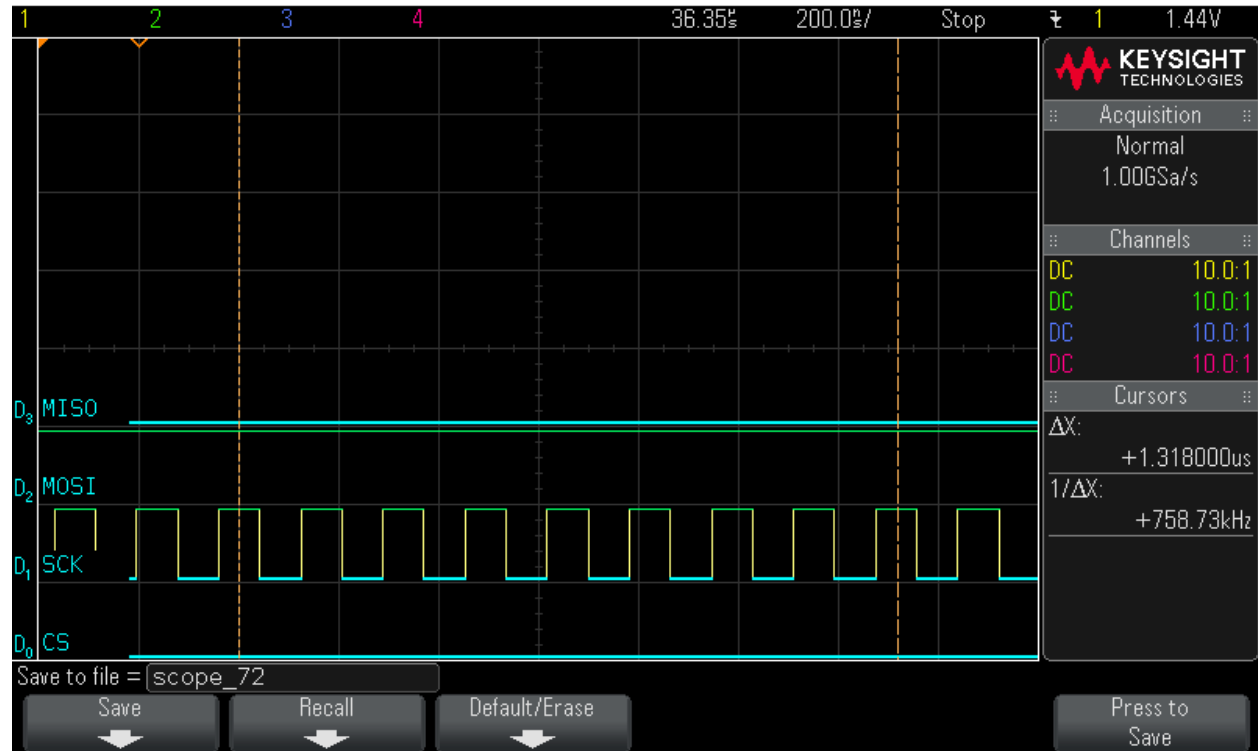 1 2 3 4 36.35µs 200.0ns/ Stop 1 1.44V
KEYSIGHT
TECHNOLOGIES
Acquisition
Normal
1.00GSa/s
Channels
DC 10.0:1
DC 10.0:1
DC 10.0:1
DC 10.0:1
Cursors
ΔX:
+1.318000us
1/ΔX:
+758.73kHz
D3 MISO
D2 MOSI
D1 SCK
D0 CS
Save to file = scope_72
Save Recall Default/Erase Press to
Save